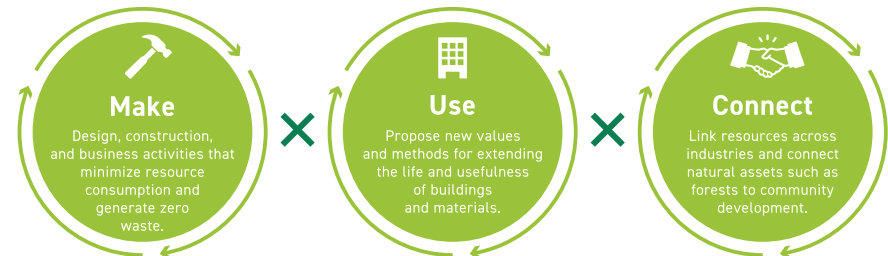 Make
Design, construction,
and business activities that
minimize resource
consumption and
generate zero
waste.
×
Use
Propose new values
and methods for extending
the life and usefulness
of buildings
and materials.
×
Connect
Link resources across
industries and connect
natural assets such as
forests to community
development.